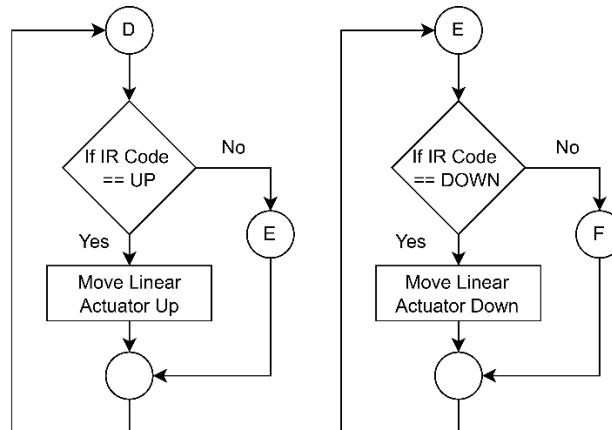 D
If IR Code
== UP
No
E
Yes
Move Linear
Actuator Up
E
If IR Code
== DOWN
No
F
Yes
Move Linear
Actuator Down